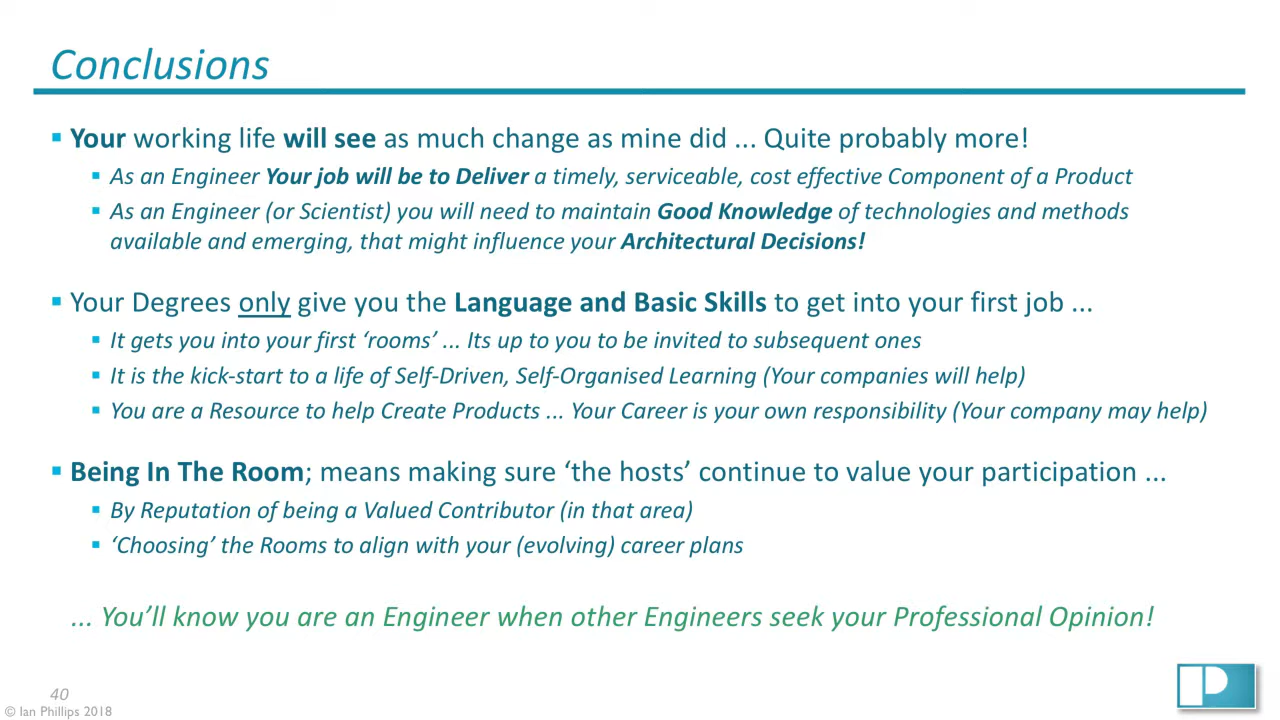 Conclusions
▪ Your working life will see as much change as mine did ... Quite probably more!
▪ As an Engineer Your job will be to Deliver a timely, serviceable, cost effective Component of a Product
▪ As an Engineer (or Scientist) you will need to maintain Good Knowledge of technologies and methods
available and emerging, that might influence your Architectural Decisions!
▪ Your Degrees only give you the Language and Basic Skills to get into your first job ...
▪ It gets you into your first ‘rooms’ ... Its up to you to be invited to subsequent ones
▪ It is the kick-start to a life of Self-Driven, Self-Organised Learning (Your companies will help)
▪ You are a Resource to help Create Products ... Your Career is your own responsibility (Your company may help)
▪ Being In The Room; means making sure ‘the hosts’ continue to value your participation ...
▪ By Reputation of being a Valued Contributor (in that area)
▪ ‘Choosing’ the Rooms to align with your (evolving) career plans
... You’ll know you are an Engineer when other Engineers seek your Professional Opinion!
40
© Ian Phillips 2018
P